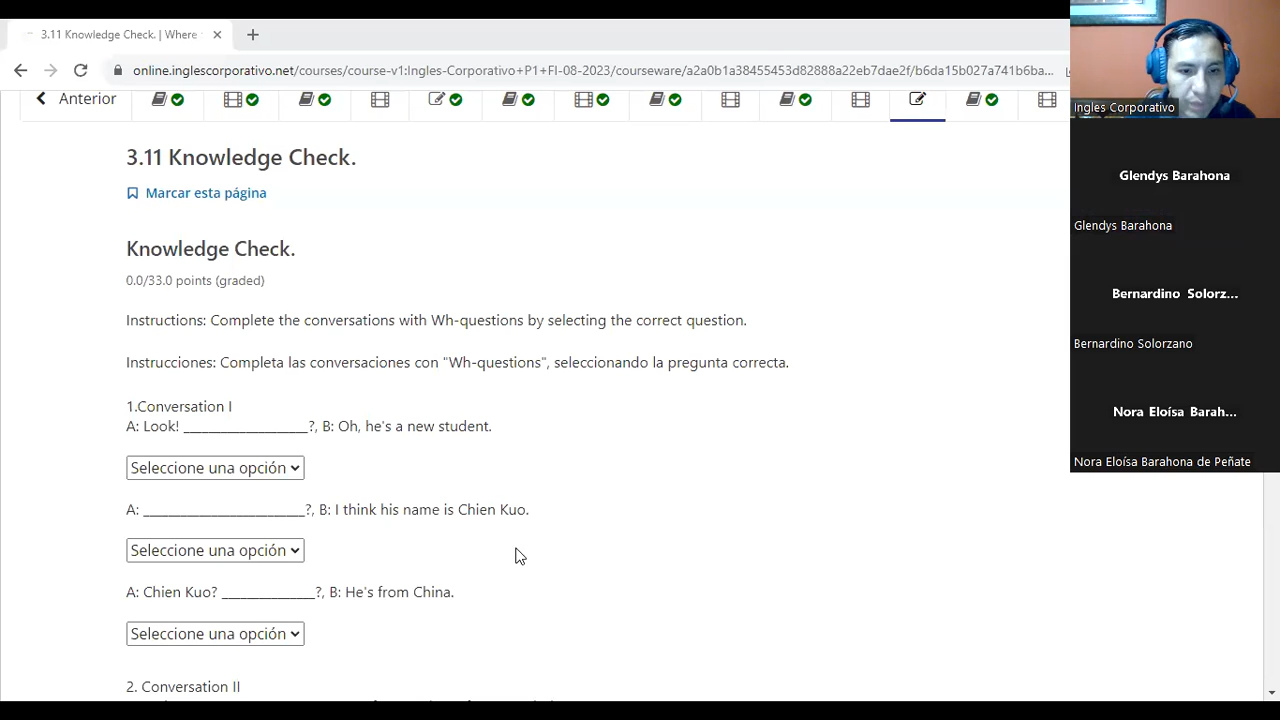 3.11 Knowledge Check. | Where
online.inglescorporativo.net/courses/course-v1:Ingles-Corporativo+P1+FI-08-2023/courseware/a2a0b1a38455453d82888a22eb7dae2f/b6da15b027a741b6ba...
Anterior
3.11 Knowledge Check.
Marcar esta página
Knowledge Check.
0.0/33.0 points (graded)
Instructions: Complete the conversations with Wh-questions by selecting the correct question.
Instrucciones: Completa las conversaciones con "Wh-questions", seleccionando la pregunta correcta.
1.Conversation I
A: Look! ____________________?, B: Oh, he's a new student.
Seleccione una opción
A: __________________________?, B: I think his name is Chien Kuo.
Seleccione una opción
A: Chien Kuo? _______________?, B: He's from China.
Seleccione una opción
2. Conversation II
Ingles Corporativo
Glendys Barahona
Glendys Barahona
Bernardino Solorz...
Bernardino Solorzano
Nora Eloísa Barah...
Nora Eloísa Barahona de Peñate